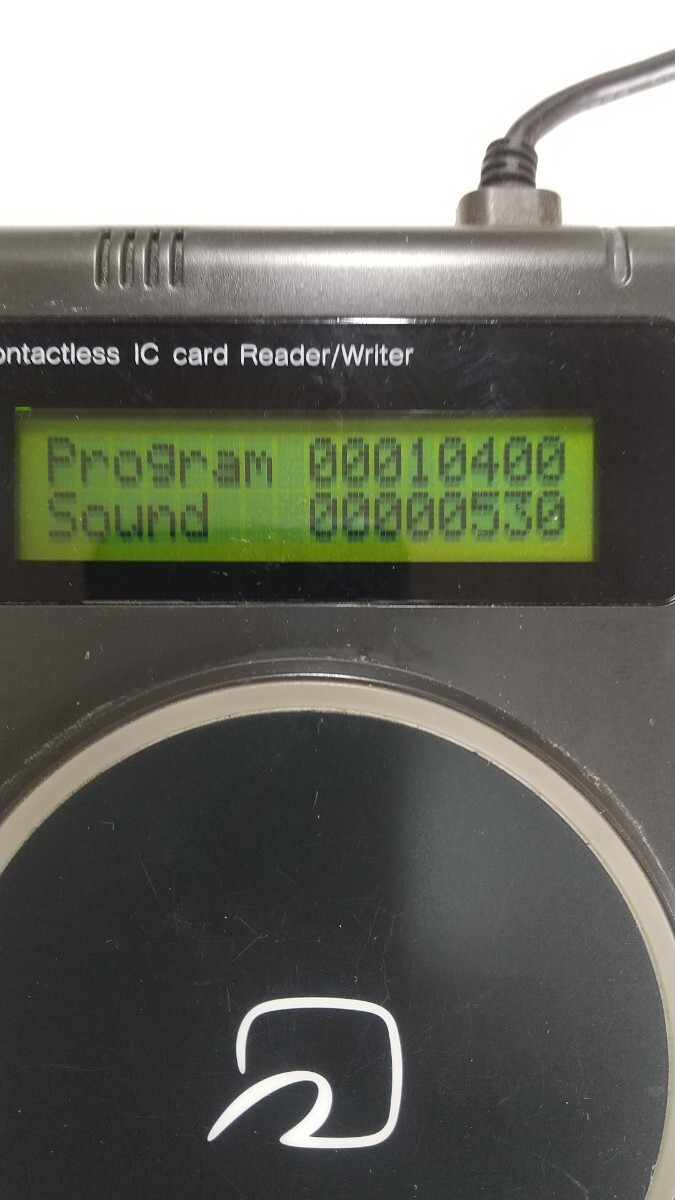 ontactless IC card Reader/Writer
Program 00010400
Sound 00000530